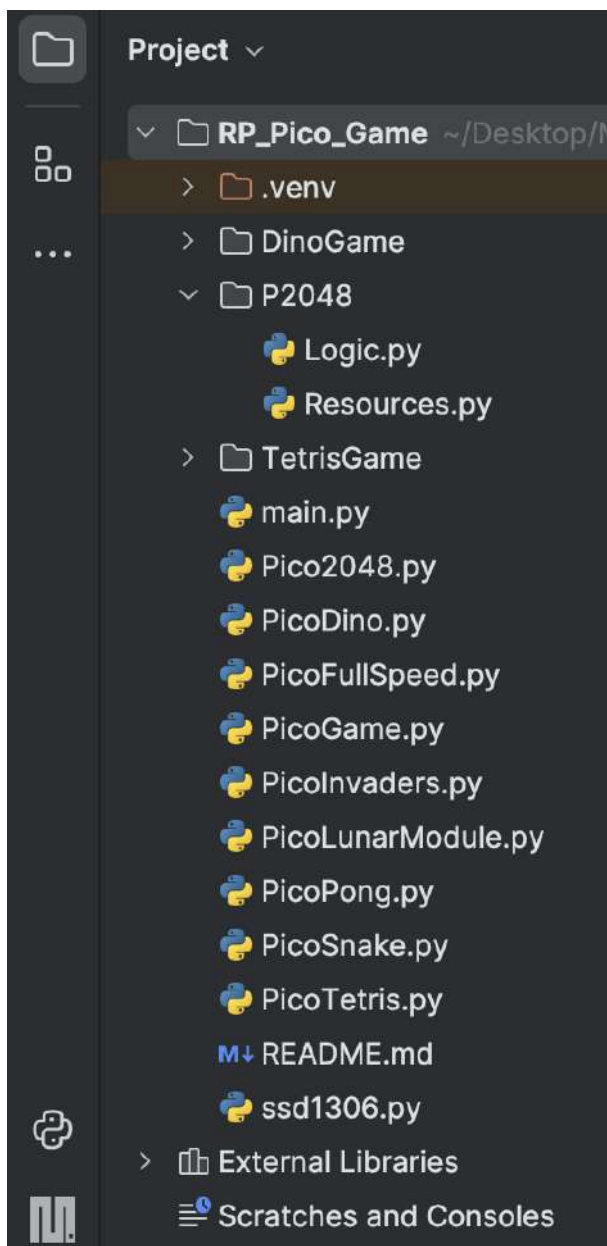 Project
RP_Pico_Game ~/Desktop/
.venv
DinoGame
P2048
Logic.py
Resources.py
TetrisGame
main.py
Pico2048.py
PicoDino.py
PicoFullSpeed.py
PicoGame.py
PicoInvaders.py
PicoLunarModule.py
PicoPong.py
PicoSnake.py
PicoTetris.py
M↓ README.md
ssd1306.py
External Libraries
Scratches and Consoles